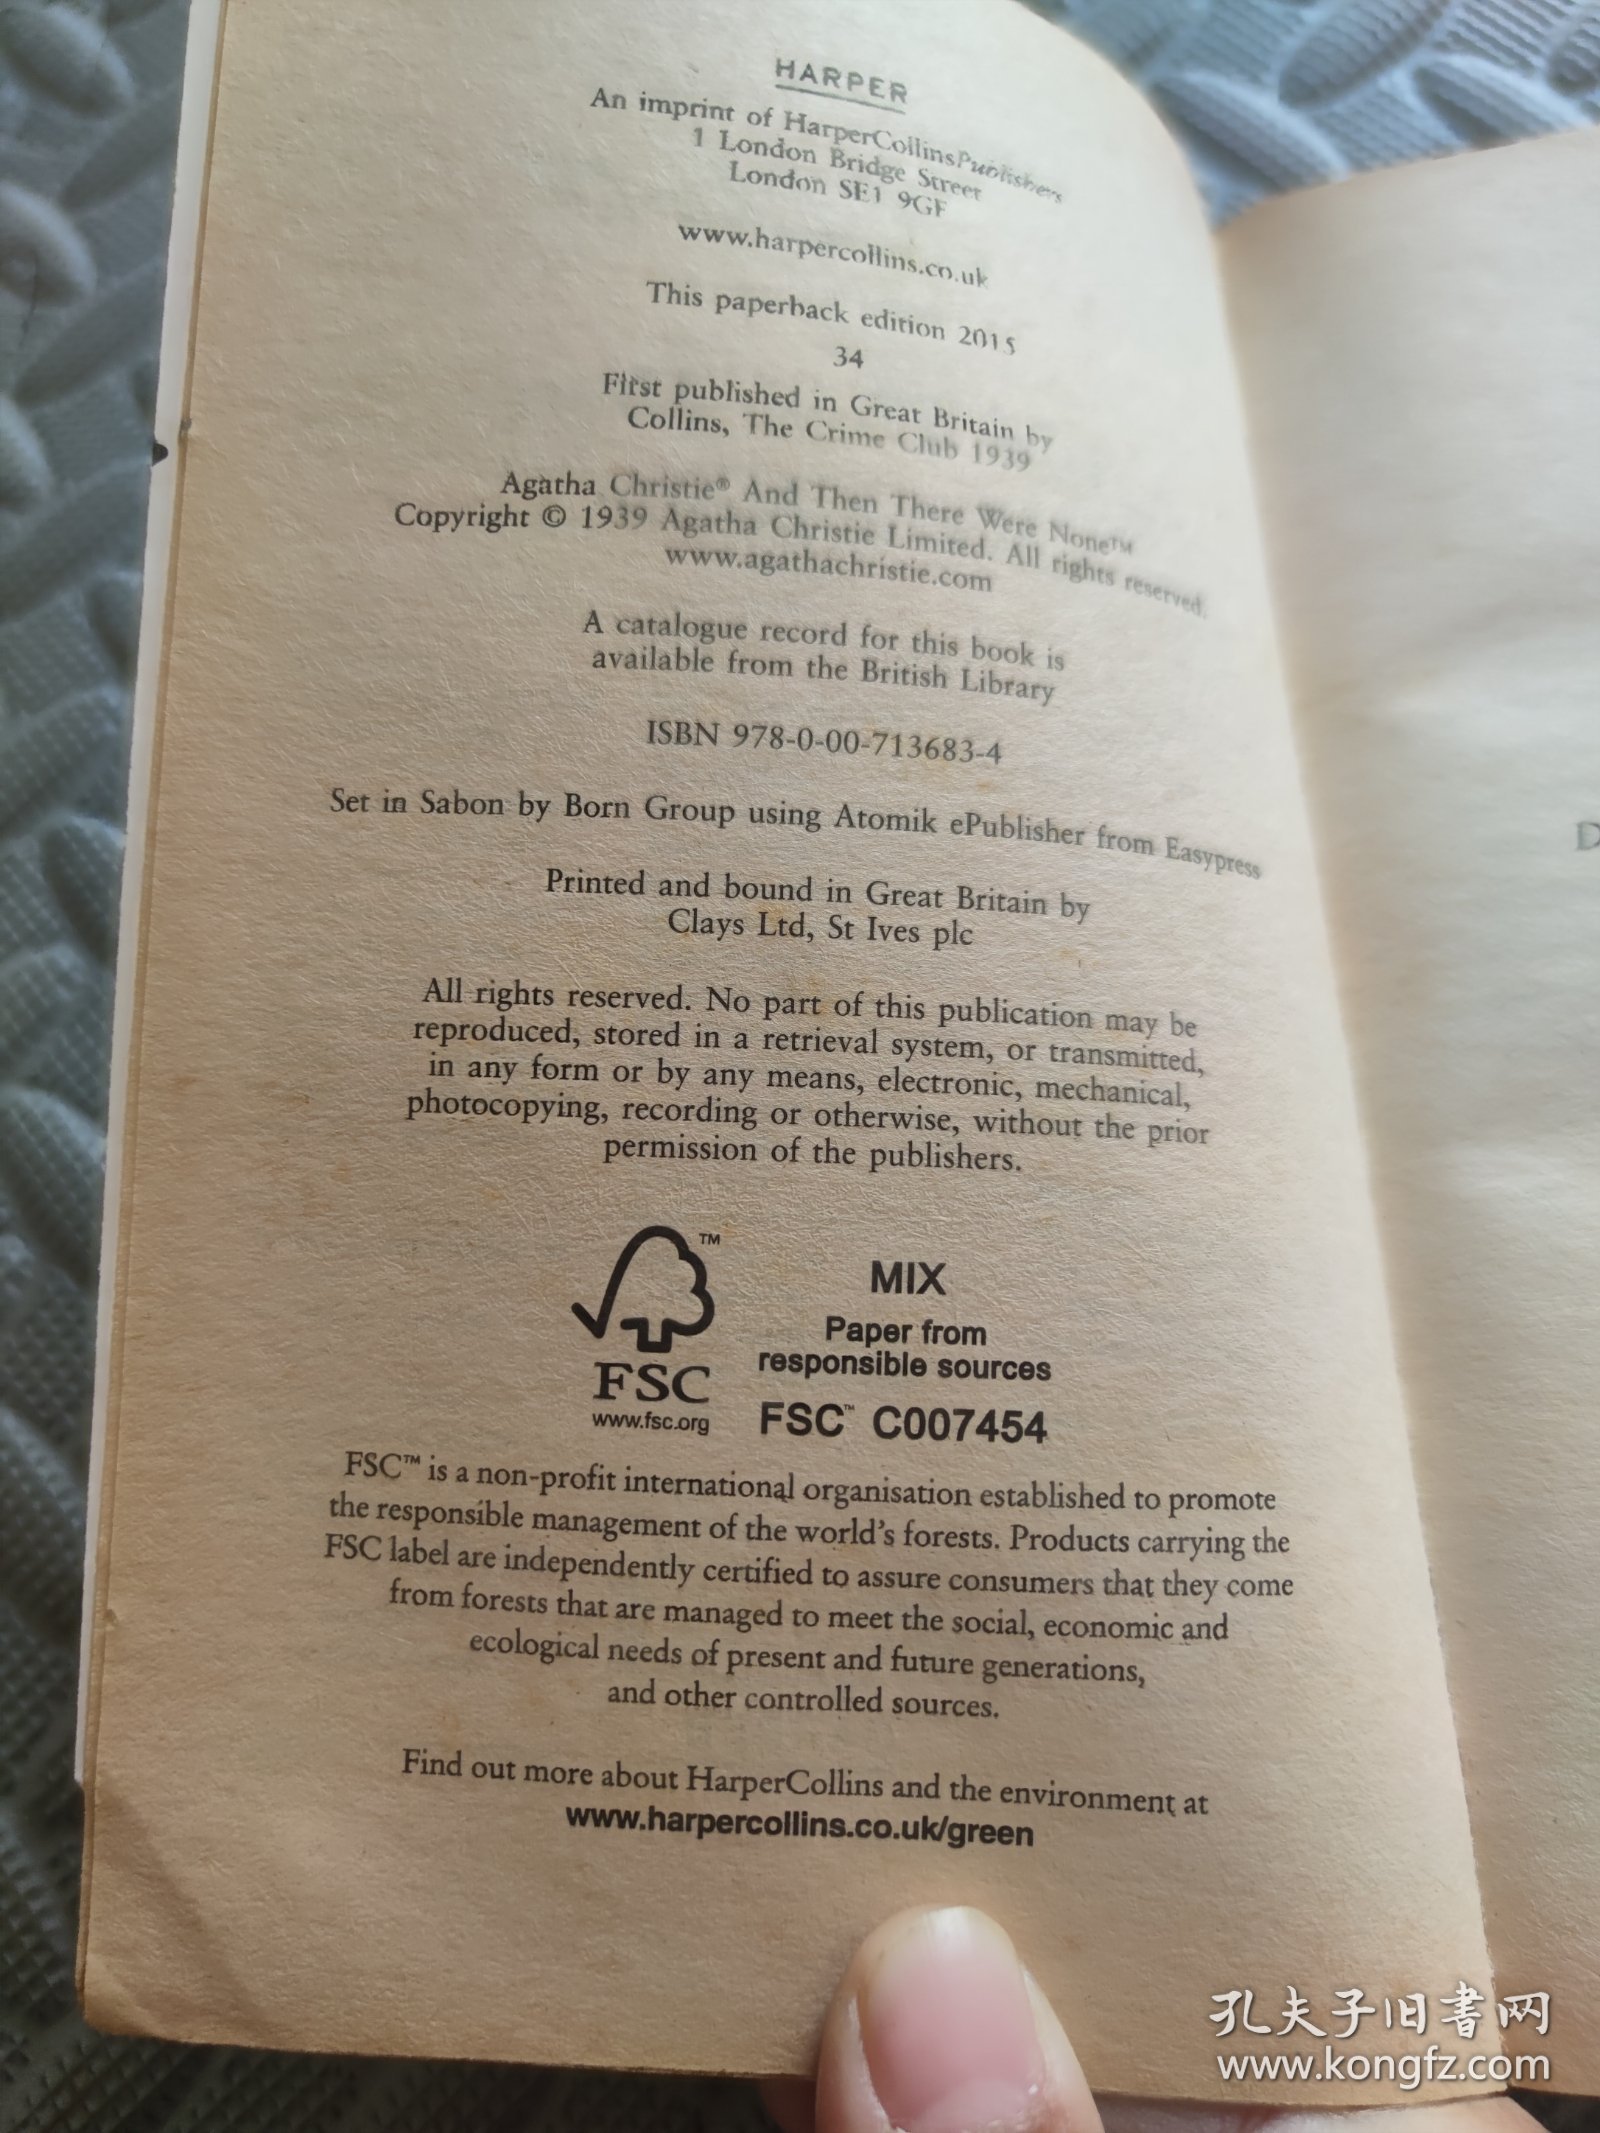 HARPER
An imprint of HarperCollinsPublishers
1 London Bridge Street
London SE1 9GF
www.harpercollins.co.uk
This paperback edition 2015
34
First published in Great Britain by
Collins, The Crime Club 1939
Agatha Christie® And Then There Were None™
Copyright © 1939 Agatha Christie Limited. All rights reserved.
www.agathachristie.com
A catalogue record for this book is
available from the British Library
ISBN 978-0-00-713683-4
Set in Sabon by Born Group using Atomik ePublisher from Easypress
Printed and bound in Great Britain by
Clays Ltd, St Ives plc
All rights reserved. No part of this publication may be
reproduced, stored in a retrieval system, or transmitted,
in any form or by any means, electronic, mechanical,
photocopying, recording or otherwise, without the prior
permission of the publishers.
™
FSC
www.fsc.org
MIX
Paper from
responsible sources
FSC™ C007454
FSC™ is a non-profit international organisation established to promote
the responsible management of the world's forests. Products carrying the
FSC label are independently certified to assure consumers that they come
from forests that are managed to meet the social, economic and
ecological needs of present and future generations,
and other controlled sources.
Find out more about HarperCollins and the environment at
www.harpercollins.co.uk/green
孔夫子旧书网
www.kongfz.com